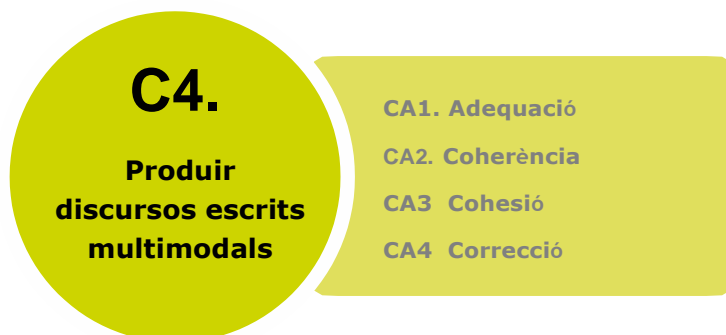 C4.
Produir
discursos escrits
multimodals
CA1. Adequació
CA2. Coherència
CA3 Cohesió
CA4 Correcció